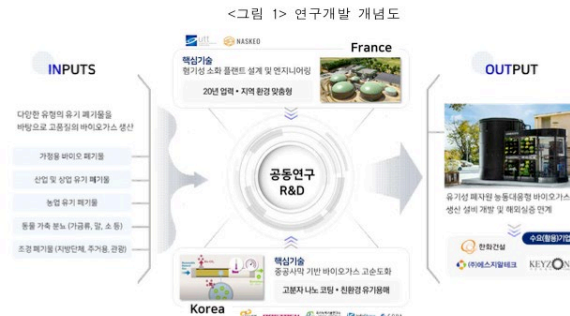 <그림 1> 연구개발 개념도
INPUTS
다양한 유형의 유기 폐기물을
바탕으로 고품질의 바이오가스 생산
가정용 바이오 폐기물
산업 및 상업 유기 폐기물
농업 유기 폐기물
동물 가축 분뇨 (가금류, 말, 소 등)
조경 폐기물 (지방단체, 주거용, 관광)
NASKEO
France
핵심기술
혐기성 소화 플랜트 설계 및 엔지니어링
20년 업력 • 지역 환경 맞춤형
공동연구
R&D
핵심기술
중공사막 기반 바이오가스 고순도화
고분자 나노 코팅 • 친환경 유기용매
Korea
OUTPUT
유기성 폐자원 능동대응형 바이오가스
생산 설비 개발 및 해외실증 연계
수요(활용)기업
한화건설
(주)에스지알테크
KEYZON